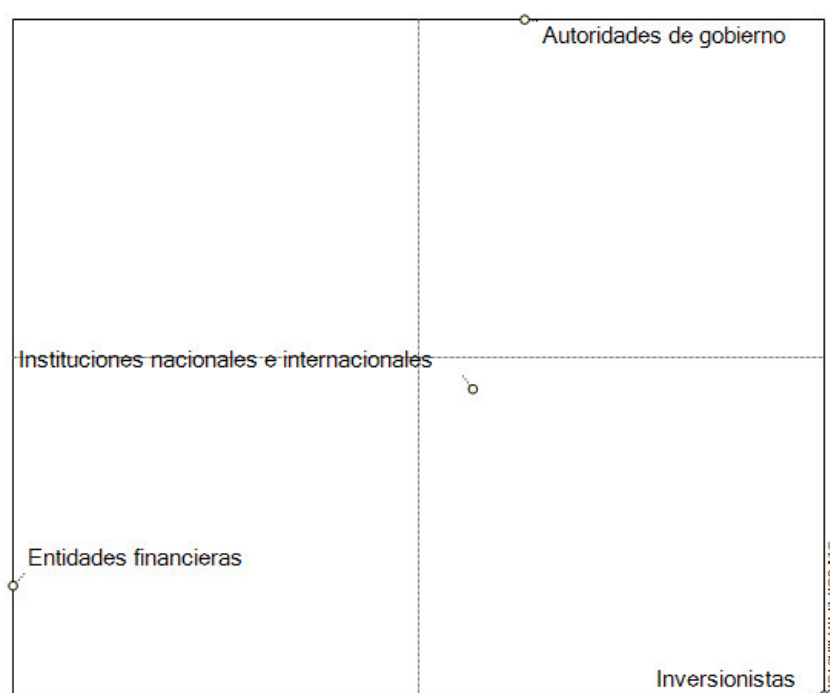 Autoridades de gobierno
Instituciones nacionales e internacionales
Entidades financieras
Inversionistas